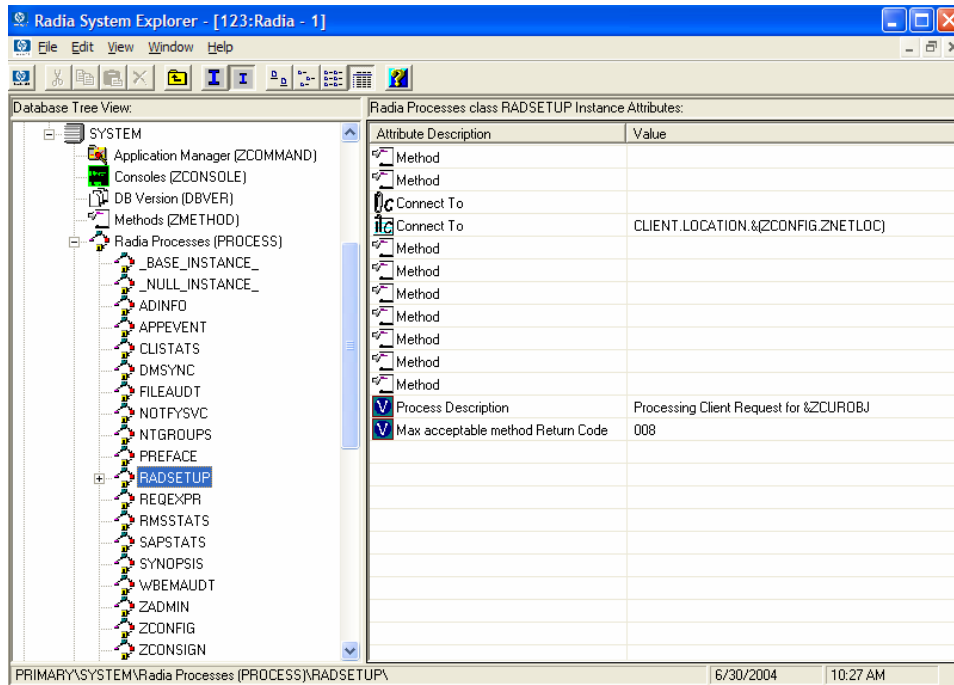 Radia System Explorer - [123:Radia - 1]
File Edit View Window Help
Database Tree View:
Radia Processes class RADSETUP Instance Attributes:
SYSTEM
Application Manager (ZCOMMAND)
Consoles (ZCONSOLE)
DB Version (DBVER)
Methods (ZMETHOD)
Radia Processes (PROCESS)
_BASE_INSTANCE_
_NULL_INSTANCE_
ADINFO
APPEVENT
CLISTATS
DMSYNC
FILEAUDT
NOTFYSVC
NTGROUPS
PREFACE
RADSETUP
REQEXPR
RMSSTATS
SAPSTATS
SYNOPSIS
WBEMAUDT
ZADMIN
ZCONFIG
ZCONSIGN
Attribute Description Value
Method
Method
Connect To
Connect To CLIENT.LOCATION.&(ZCONFIG.ZNETLOC)
Method
Method
Method
Method
Method
Method
Method
Process Description Processing Client Request for &ZCUROBJ
Max acceptable method Return Code 008
PRIMARY\SYSTEM\Radia Processes (PROCESS)\RADSETUP\ 6/30/2004 10:27 AM